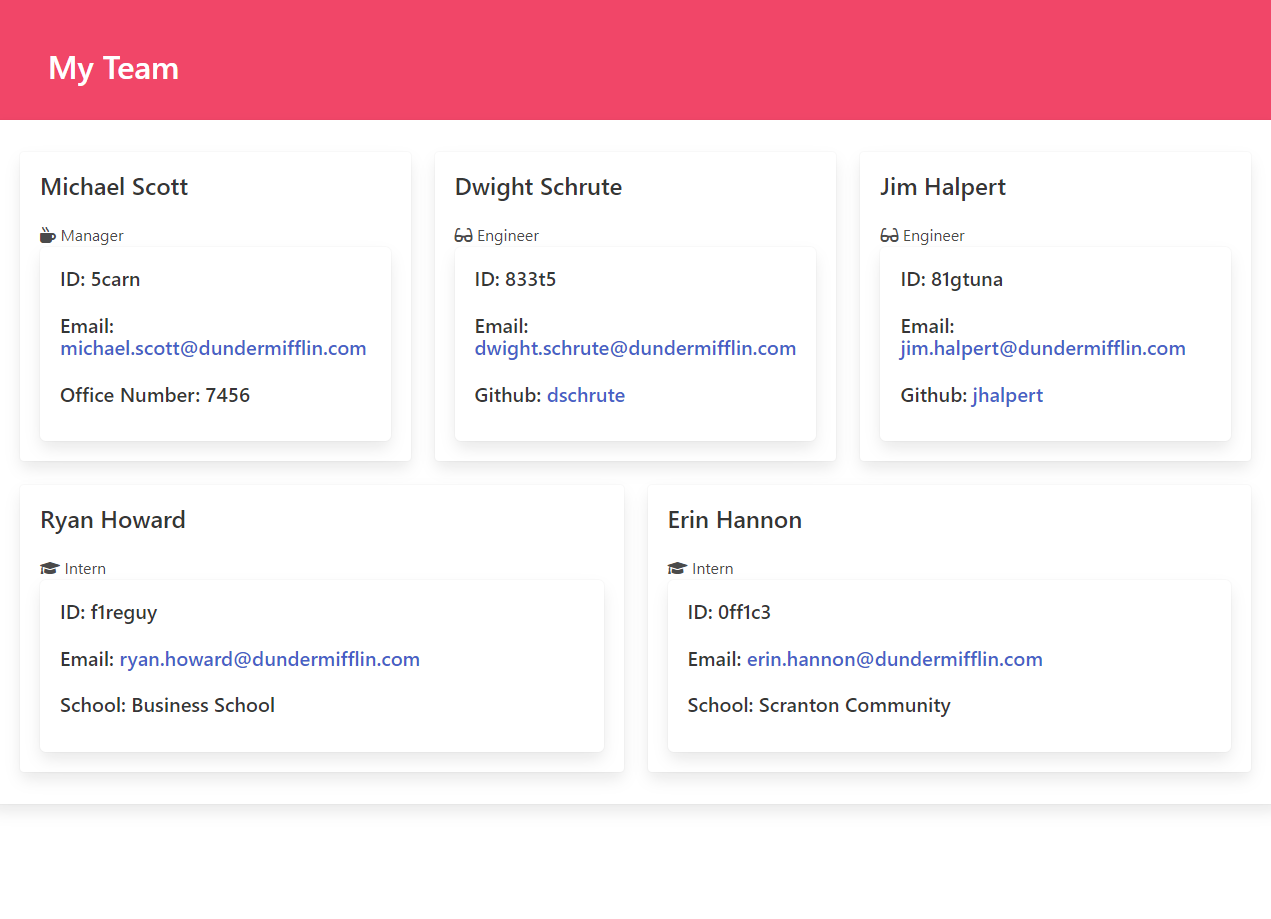 My Team
Michael Scott
Manager
ID: 5carn
Email:
michael.scott@dundermifflin.com
Office Number: 7456
Dwight Schrute
Engineer
ID: 833t5
Email:
dwight.schrute@dundermifflin.com
Github: dschrute
Jim Halpert
Engineer
ID: 81gtuna
Email:
jim.halpert@dundermifflin.com
Github: jhalpert
Ryan Howard
Intern
ID: f1reguy
Email: ryan.howard@dundermifflin.com
School: Business School
Erin Hannon
Intern
ID: 0ff1c3
Email: erin.hannon@dundermifflin.com
School: Scranton Community